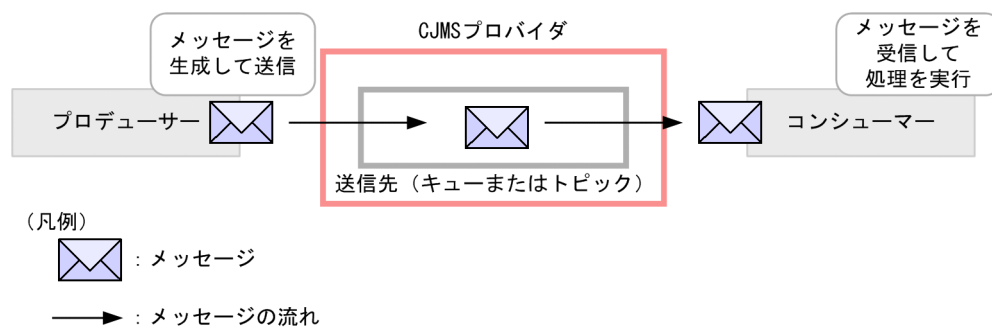 CJMSプロバイダ
メッセージを
生成して送信
メッセージを
受信して
処理を実行
プロデューサー
コンシューマー
送信先(キューまたはトピック)
(凡例)
:メッセージ
:メッセージの流れ